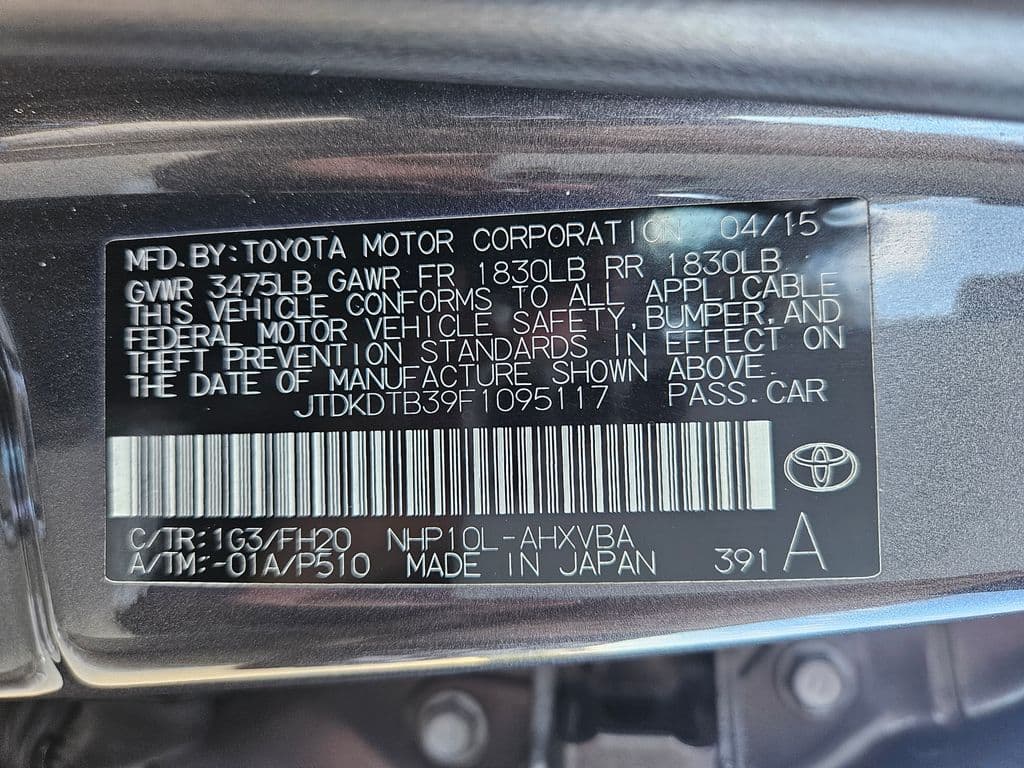 MFD. BY: TOYOTA MOTOR CORPORATION 04/15
GVWR 3475LB GAWR FR 1830LB RR 1830LB
THIS VEHICLE CONFORMS TO ALL APPLICABLE
FEDERAL MOTOR VEHICLE SAFETY, BUMPER, AND
THEFT PREVENTION STANDARDS IN EFFECT ON
THE DATE OF MANUFACTURE SHOWN ABOVE.
JTDKDTB39F1095117 PASS. CAR
C/TR: 1G3/FH20 NHP10L-AHXVBA
A/TM: -01A/P510 MADE IN JAPAN 391 A